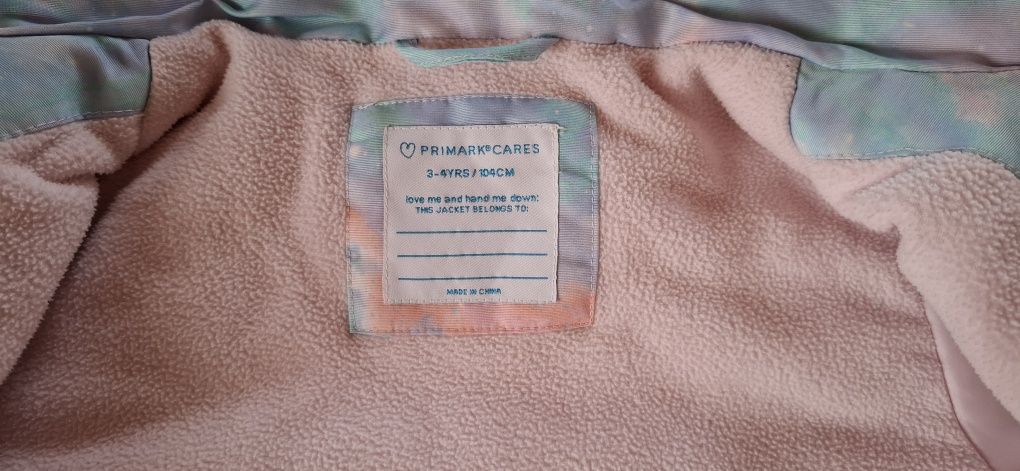 PRIMARK® CARES
3-4YRS / 104CM
love me and hand me down:
THIS JACKET BELONGS TO:
MADE IN CHINA